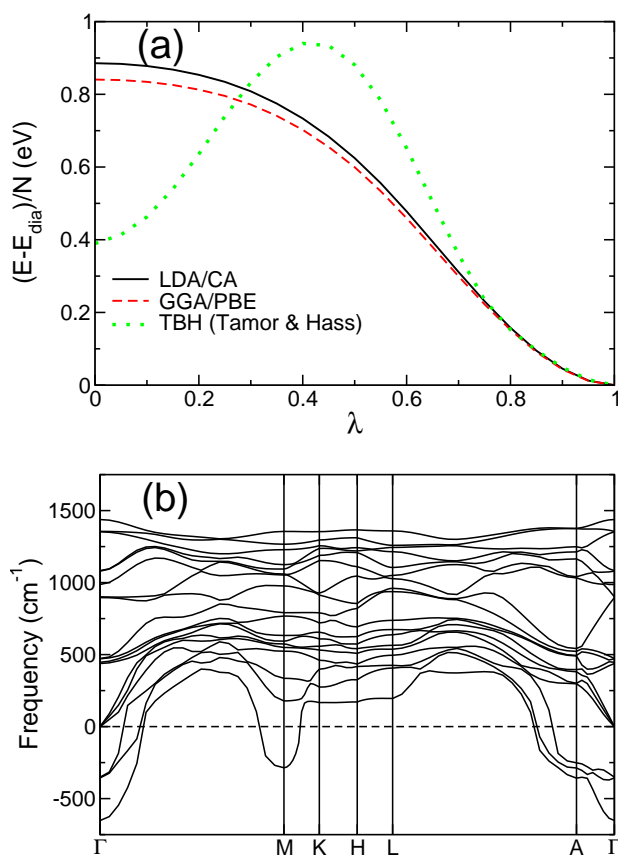 (a)
(E-E_dia)/N (eV)
1
0.8
0.6
0.4
0.2
0
LDA/CA
GGA/PBE
TBH (Tamor & Hass)
0 0.2 0.4 0.6 0.8 1
λ
(b)
Frequency (cm⁻¹)
1500
1000
500
0
-500
Γ M K H L A Γ